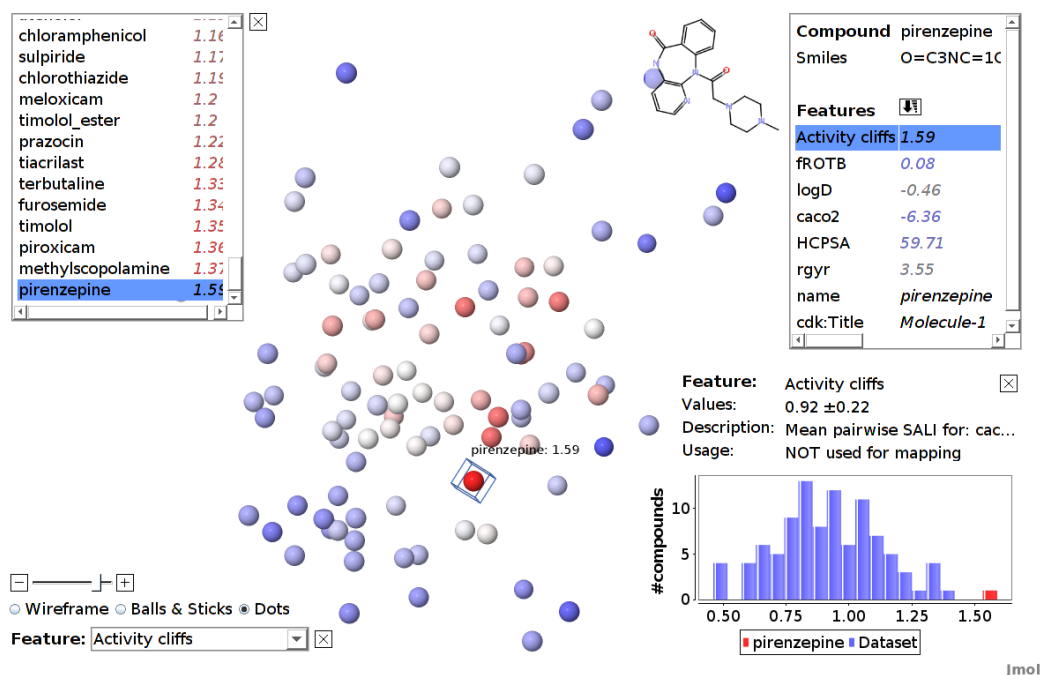 chloramphenicol 1.16
sulpiride 1.17
chlorothiazide 1.19
meloxicam 1.2
timolol_ester 1.2
prazocin 1.22
tiacrilast 1.28
terbutaline 1.33
furosemide 1.34
timolol 1.35
piroxicam 1.36
methylscopolamine 1.37
pirenzepine 1.59
O
N
N
N
O
N
N
Compound pirenzepine
Smiles O=C3NC=1C
Features
Activity cliffs 1.59
fROTB 0.08
logD -0.46
caco2 -6.36
HCPSA 59.71
rgyr 3.55
name pirenzepine
cdk:Title Molecule-1
pirenzepine: 1.59
Feature: Activity cliffs
Values: 0.92 ±0.22
Description: Mean pairwise SALI for: cac...
Usage: NOT used for mapping
#compounds
10
5
0
0.50 0.75 1.00 1.25 1.50
pirenzepine Dataset
Wireframe Balls & Sticks Dots
Feature: Activity cliffs
Jmol